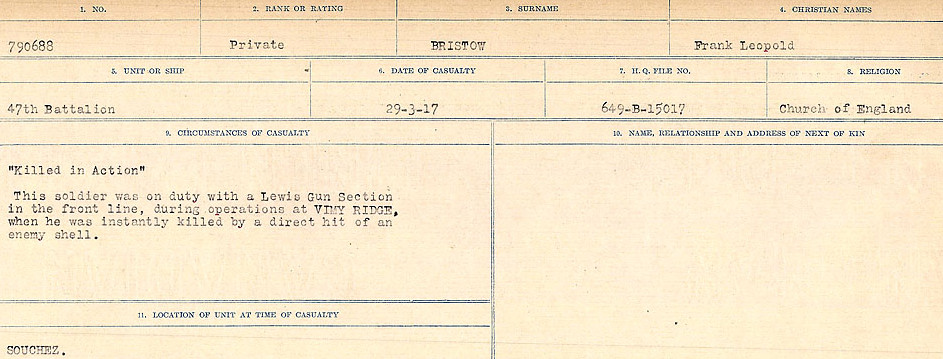 1. NO. 2. RANK OR RATING 3. SURNAME 4. CHRISTIAN NAMES
790688 Private BRISTOW Frank Leopold
5. UNIT OR SHIP 6. DATE OF CASUALTY 7. H. Q. FILE NO. 8. RELIGION
47th Battalion 29-3-17 649-B-15017 Church of England
9. CIRCUMSTANCES OF CASUALTY 10. NAME, RELATIONSHIP AND ADDRESS OF NEXT OF KIN
"Killed in Action"
This soldier was on duty with a Lewis Gun Section
in the front line, during operations at VIMY RIDGE,
when he was instantly killed by a direct hit of an
enemy shell.
11. LOCATION OF UNIT AT TIME OF CASUALTY
SOUCHEZ.